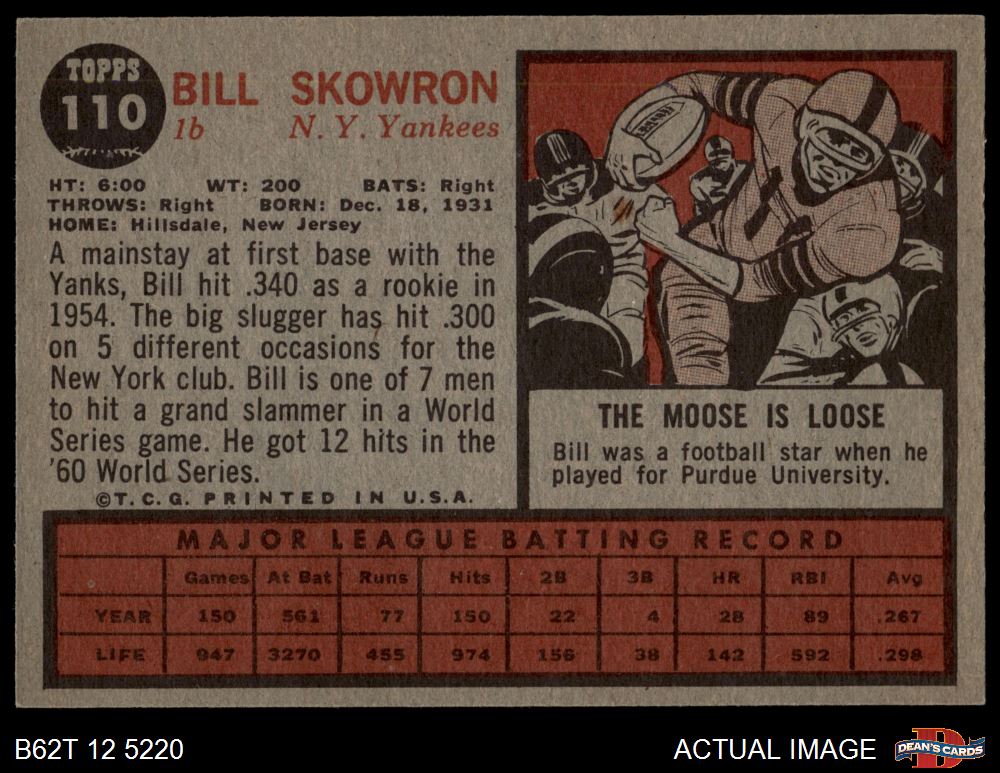 TOPPS
110
BILL SKOWRON
1b N. Y. Yankees
HT: 6:00 WT: 200 BATS: Right
THROWS: Right BORN: Dec. 18, 1931
HOME: Hillsdale, New Jersey
A mainstay at first base with the
Yanks, Bill hit .340 as a rookie in
1954. The big slugger has hit .300
on 5 different occasions for the
New York club. Bill is one of 7 men
to hit a grand slammer in a World
Series game. He got 12 hits in the
'60 World Series.
©T.C.G. PRINTED IN U.S.A.
THE MOOSE IS LOOSE
Bill was a football star when he
played for Purdue University.
MAJOR LEAGUE BATTING RECORD
Games At Bat Runs Hits 2B 3B HR RBI Avg
YEAR 150 561 77 150 22 4 28 89 .267
LIFE 947 3270 455 974 156 38 142 592 .298
B62T 12 5220
ACTUAL IMAGE
D
DEAN'S CARDS